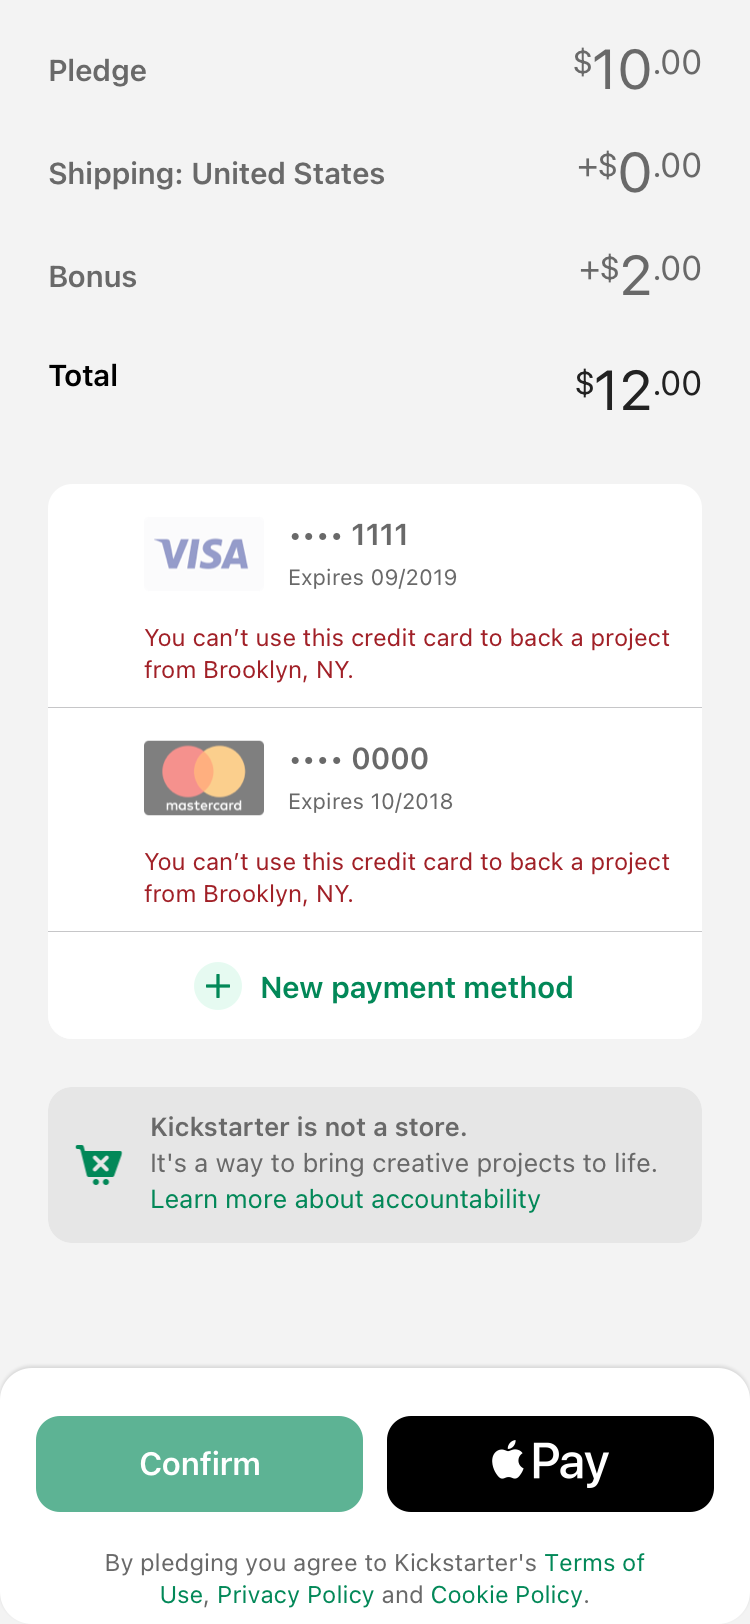 Pledge $10.00
Shipping: United States +$0.00
Bonus +$2.00
Total $12.00
VISA •••• 1111
Expires 09/2019
You can’t use this credit card to back a project
from Brooklyn, NY.
•••• 0000
mastercard Expires 10/2018
You can’t use this credit card to back a project
from Brooklyn, NY.
+ New payment method
Kickstarter is not a store.
It's a way to bring creative projects to life.
Learn more about accountability
Confirm Pay
By pledging you agree to Kickstarter's Terms of
Use, Privacy Policy and Cookie Policy.